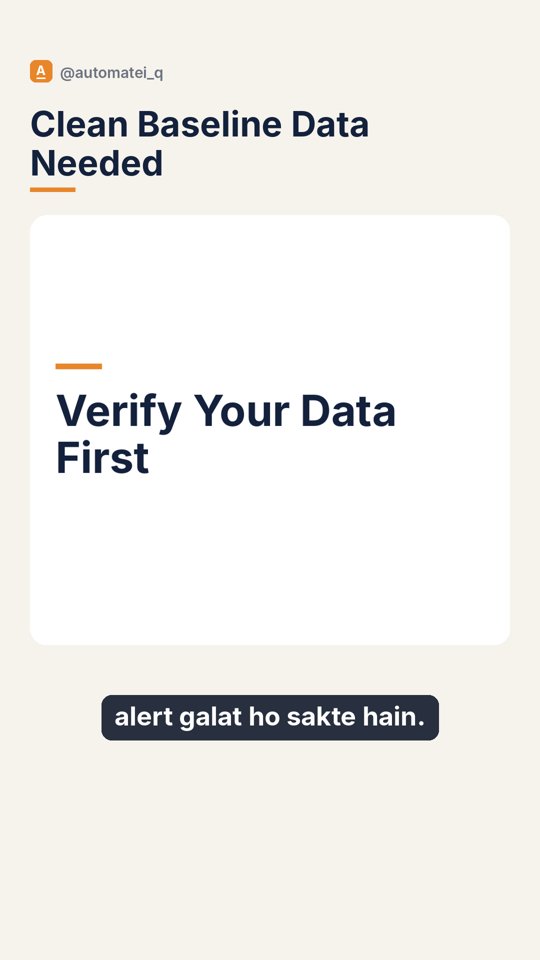 A
@automatei_q
Clean Baseline Data
Needed
Verify Your Data
First
alert galat ho sakte hain.